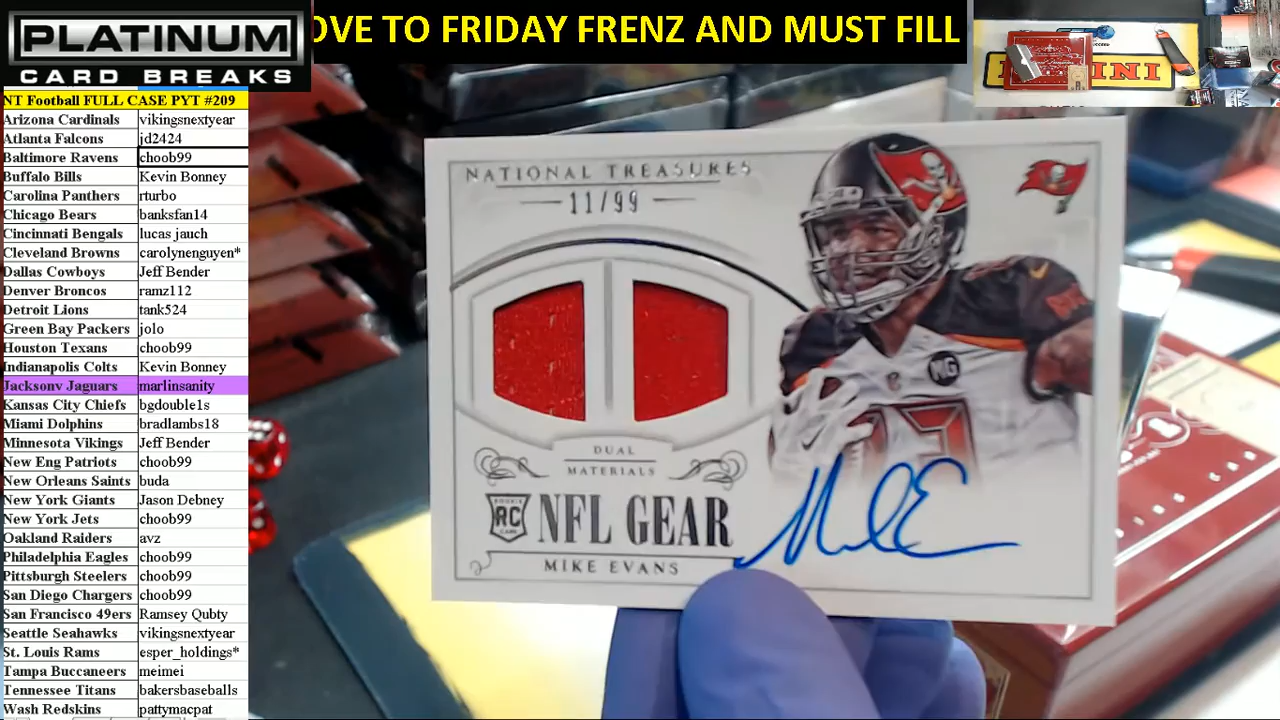 PLATINUM
CARD BREAKS
OVE TO FRIDAY FRENZ AND MUST FILL
NT Football FULL CASE PYT #209
Arizona Cardinals vikingsnextyear
Atlanta Falcons jd2424
Baltimore Ravens choob99
Buffalo Bills Kevin Bonney
Carolina Panthers rturbo
Chicago Bears banksfan14
Cincinnati Bengals lucas jauch
Cleveland Browns carolynenguyen*
Dallas Cowboys Jeff Bender
Denver Broncos ramz112
Detroit Lions tank524
Green Bay Packers jolo
Houston Texans choob99
Indianapolis Colts Kevin Bonney
Jacksonv Jaguars marlinsanity
Kansas City Chiefs bgdouble1s
Miami Dolphins bradlambs18
Minnesota Vikings Jeff Bender
New Eng Patriots choob99
New Orleans Saints buda
New York Giants Jason Debney
New York Jets choob99
Oakland Raiders avz
Philadelphia Eagles choob99
Pittsburgh Steelers choob99
San Diego Chargers choob99
San Francisco 49ers Ramsey Qubty
Seattle Seahawks vikingsnextyear
St. Louis Rams esper_holdings*
Tampa Buccaneers meimei
Tennessee Titans bakersbaseballs
Wash Redskins pattymacpat
NATIONAL TREASURES
11/99
DUAL
MATERIALS
ROOKIE
RC
CARD
NFL GEAR
MIKE EVANS
MG
13